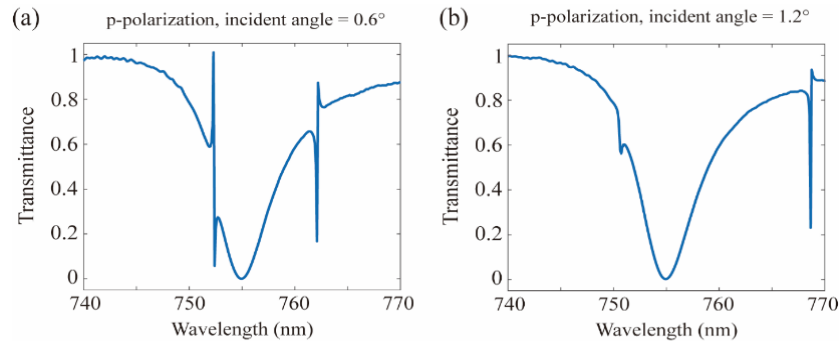 (a)
p-polarization, incident angle = 0.6°
Transmittance
1
0.8
0.6
0.4
0.2
0
740
750
760
770
Wavelength (nm)
(b)
p-polarization, incident angle = 1.2°
Transmittance
1
0.8
0.6
0.4
0.2
0
740
750
760
770
Wavelength (nm)